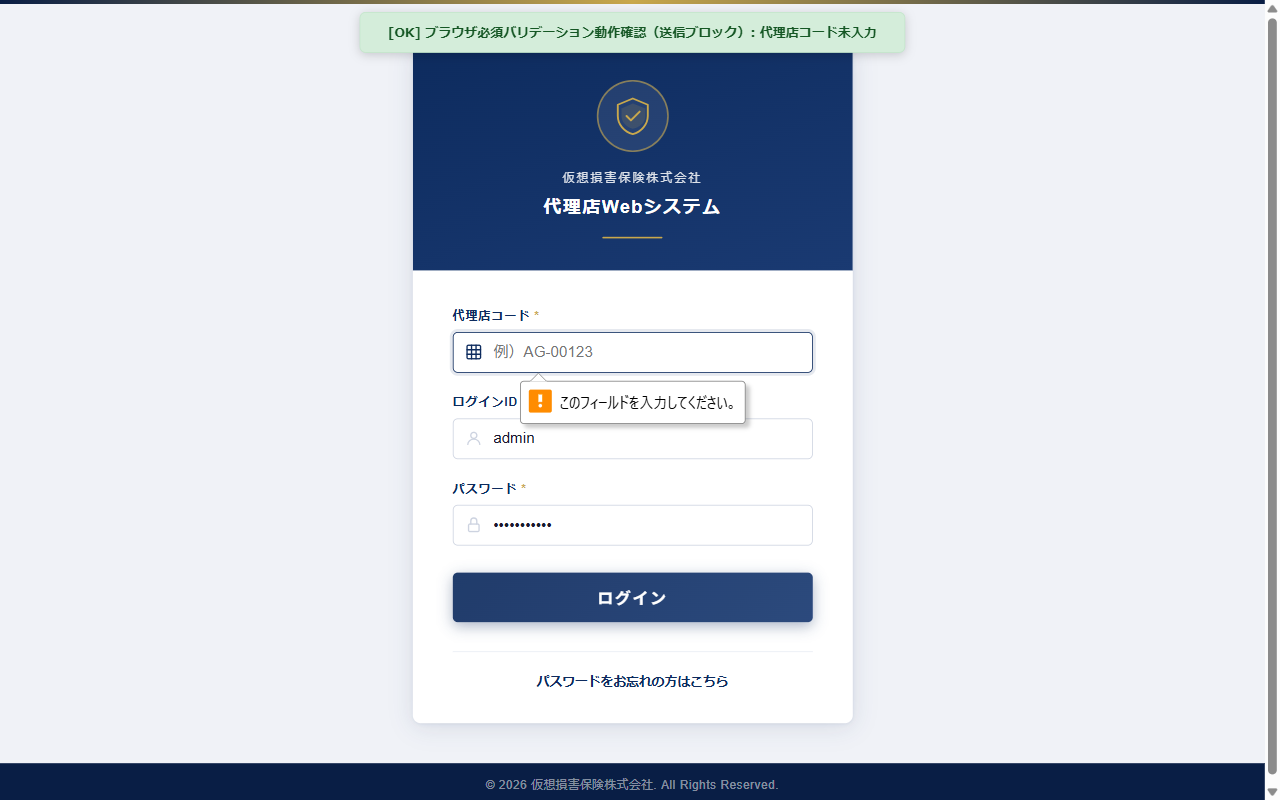 [OK] ブラウザ必須バリデーション動作確認（送信ブロック）: 代理店コード未入力
仮想損害保険株式会社
代理店Webシステム
代理店コード *
例）AG-00123
このフィールドを入力してください。
ログインID
admin
パスワード *
•••••••••••
ログイン
パスワードをお忘れの方はこちら
© 2026 仮想損害保険株式会社. All Rights Reserved.